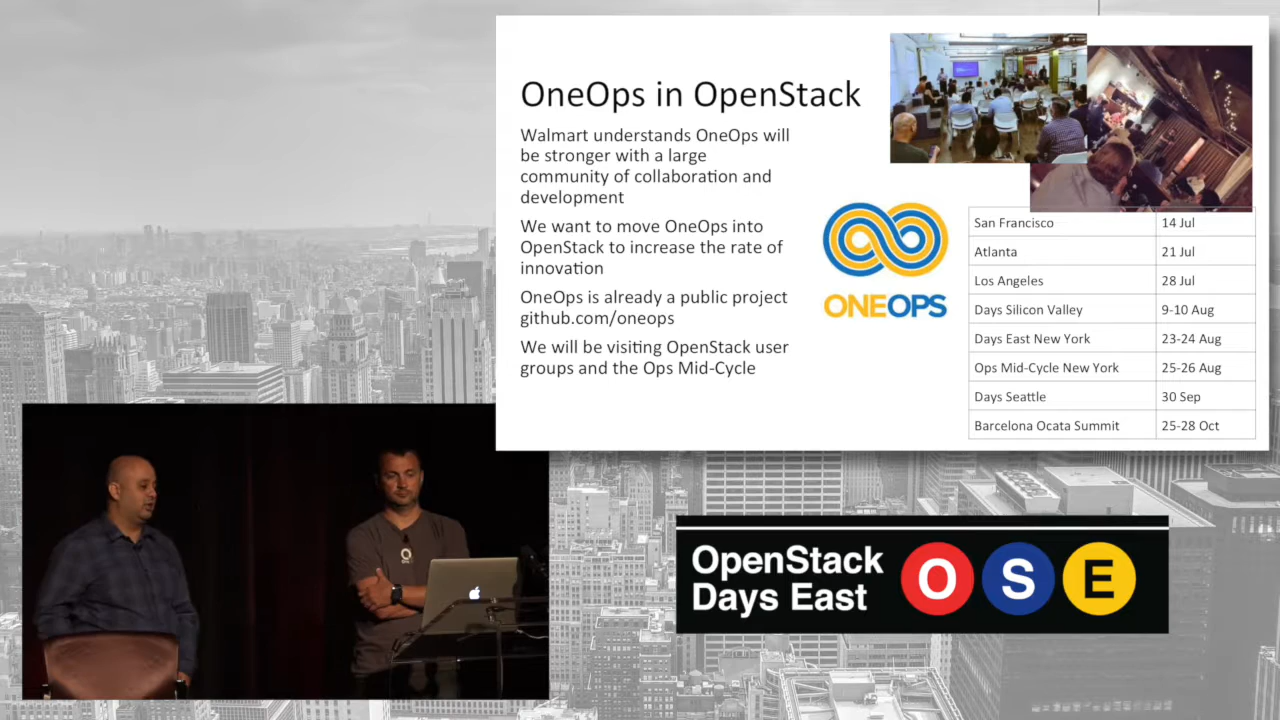 OneOps in OpenStack
Walmart understands OneOps will
be stronger with a large
community of collaboration and
development
We want to move OneOps into
OpenStack to increase the rate of
innovation
OneOps is already a public project
github.com/oneops
We will be visiting OpenStack user
groups and the Ops Mid-Cycle
ONEOPS
San Francisco 14 Jul
Atlanta 21 Jul
Los Angeles 28 Jul
Days Silicon Valley 9-10 Aug
Days East New York 23-24 Aug
Ops Mid-Cycle New York 25-26 Aug
Days Seattle 30 Sep
Barcelona Ocata Summit 25-28 Oct
OpenStack
Days East
O S E